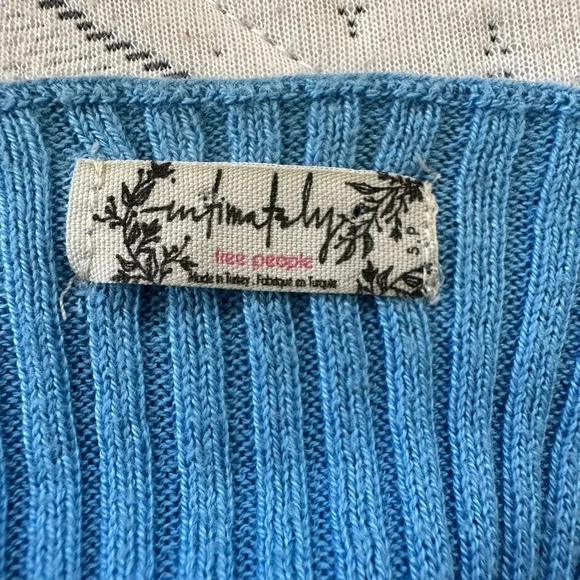 intimately
free people
Made in Turkey . Fabriqué en Turquie
S.P